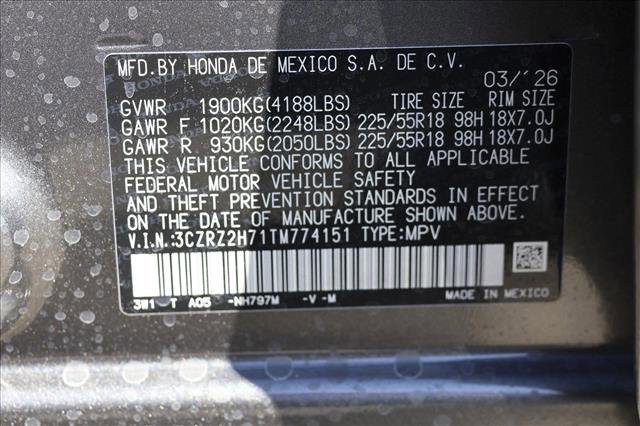 MFD.BY HONDA DE MEXICO S.A. DE C.V.
03/´26
GVWR 1900KG(4188LBS) TIRE SIZE RIM SIZE
GAWR F 1020KG(2248LBS) 225/55R18 98H 18X7.0J
GAWR R 930KG(2050LBS) 225/55R18 98H 18X7.0J
THIS VEHICLE CONFORMS TO ALL APPLICABLE
FEDERAL MOTOR VEHICLE SAFETY
AND THEFT PREVENTION STANDARDS IN EFFECT
ON THE DATE OF MANUFACTURE SHOWN ABOVE.
V.I.N.:3CZRZ2H71TM774151 TYPE:MPV
3W1 T A05 -NH797M -V -M MADE IN MEXICO